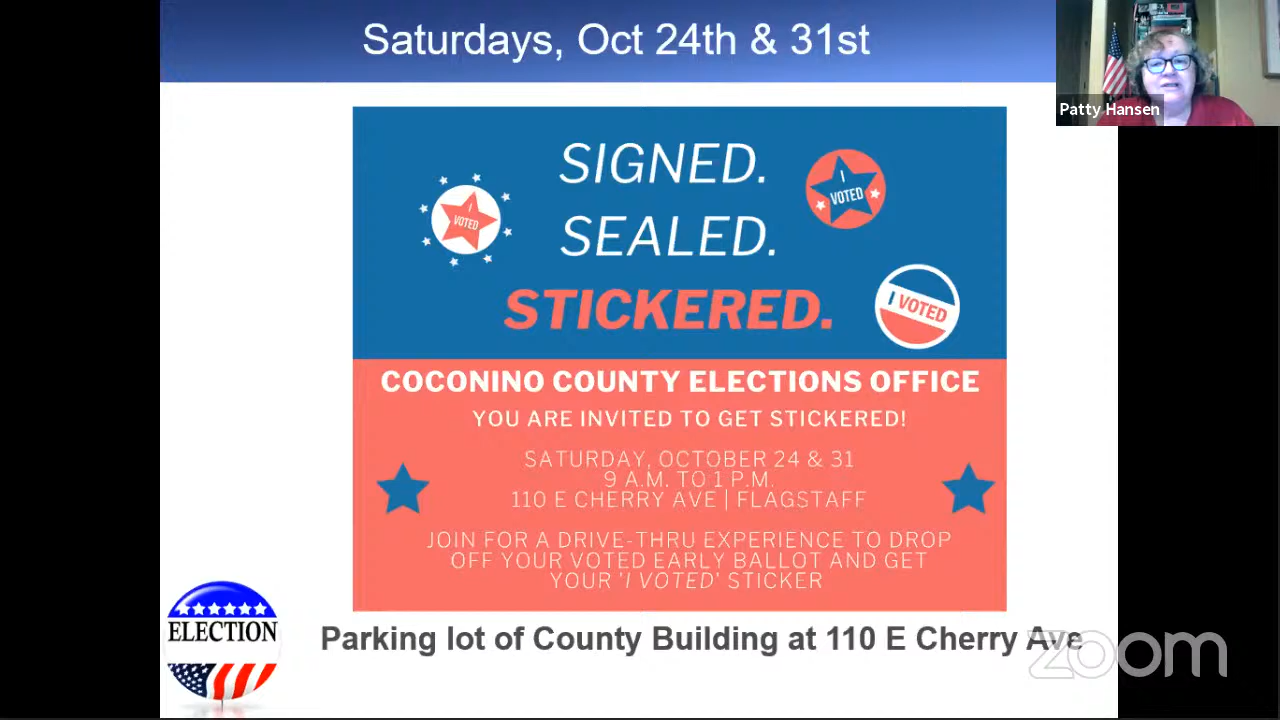 Saturdays, Oct 24th & 31st
Patty Hansen
SIGNED.
I
VOTED
I
VOTED
SEALED.
STICKERED.
I VOTED
COCONINO COUNTY ELECTIONS OFFICE
YOU ARE INVITED TO GET STICKERED!
SATURDAY, OCTOBER 24 & 31
9 A.M. TO 1 P.M.
110 E CHERRY AVE | FLAGSTAFF
JOIN FOR A DRIVE-THRU EXPERIENCE TO DROP
OFF YOUR VOTED EARLY BALLOT AND GET
YOUR 'I VOTED' STICKER
ELECTION
Parking lot of County Building at 110 E Cherry Ave
zoom